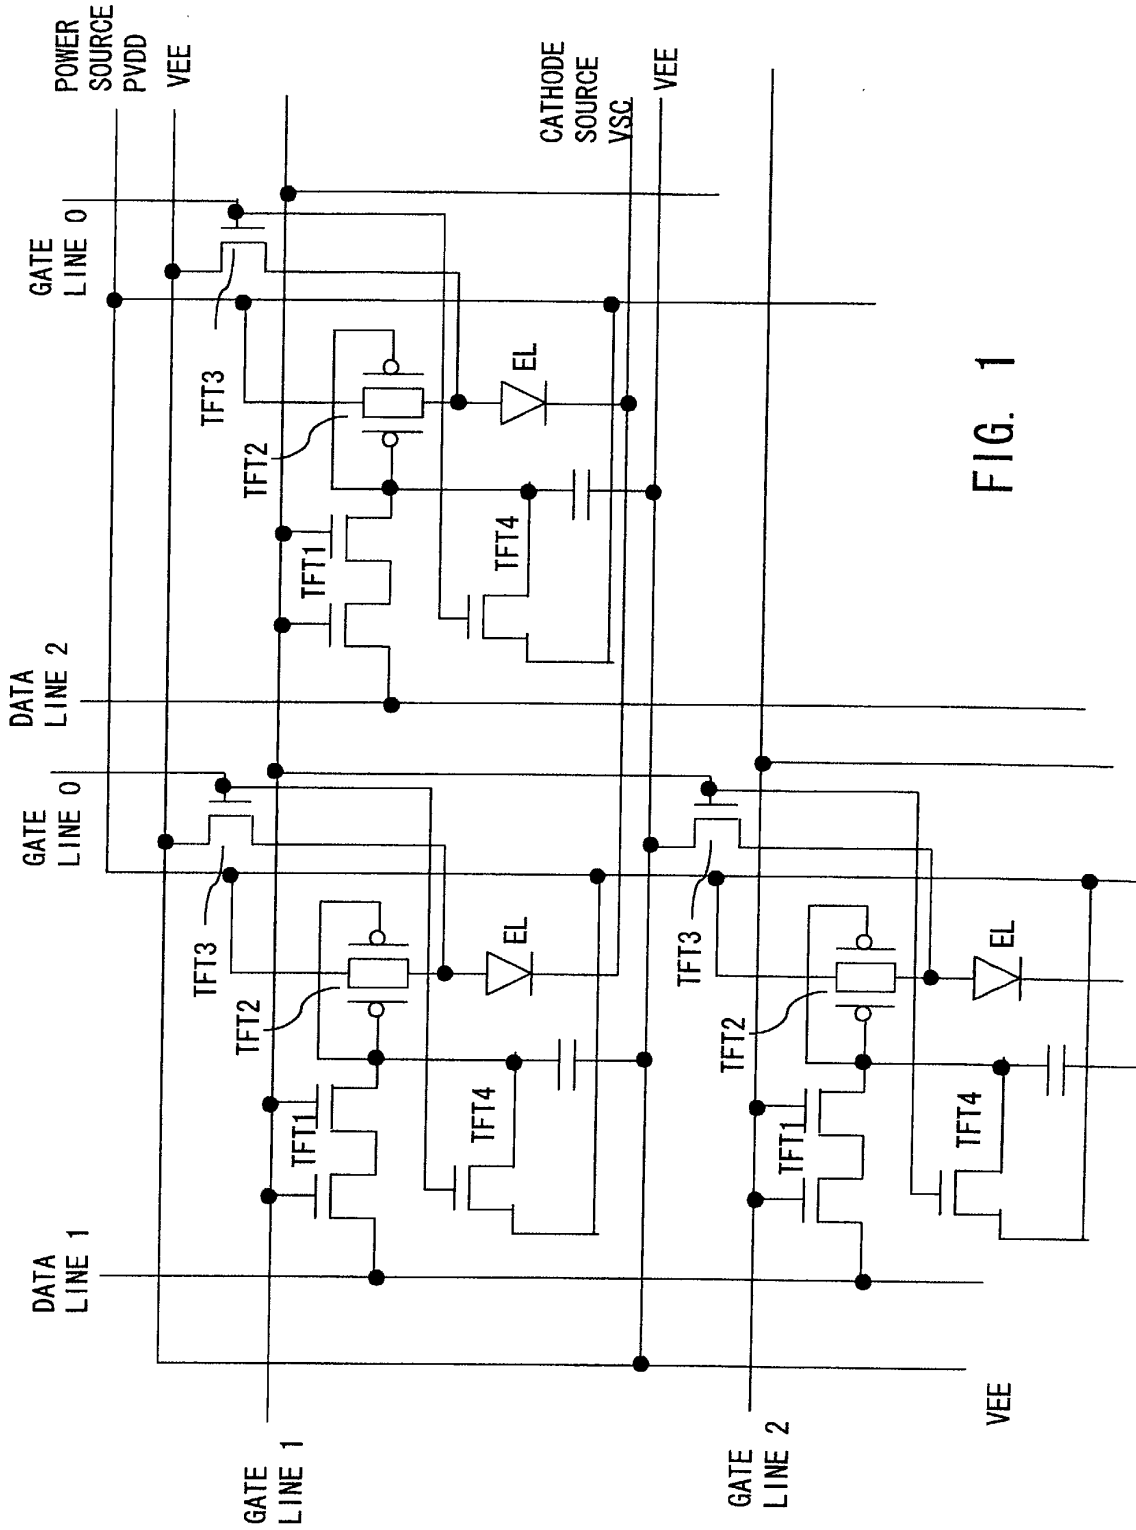 DATA
LINE 1
GATE
LINE 0
DATA
LINE 2
GATE
LINE 0
POWER
SOURCE
PVDD
VEE
TFT3
TFT3
GATE
LINE 1
TFT2
TFT2
TFT1
TFT1
TFT4
EL
TFT4
EL
CATHODE
SOURCE
VSC
VEE
TFT3
GATE
LINE 2
TFT2
TFT1
TFT4
EL
VEE
FIG. 1